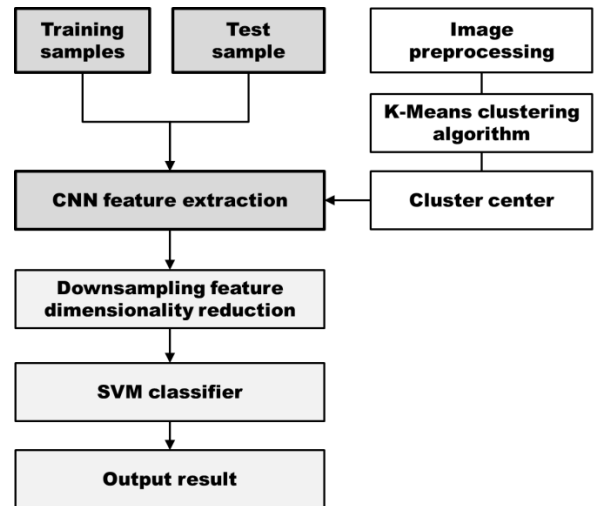 Training
samples
Test
sample
Image
preprocessing
K-Means clustering
algorithm
CNN feature extraction
Cluster center
Downsampling feature
dimensionality reduction
SVM classifier
Output result